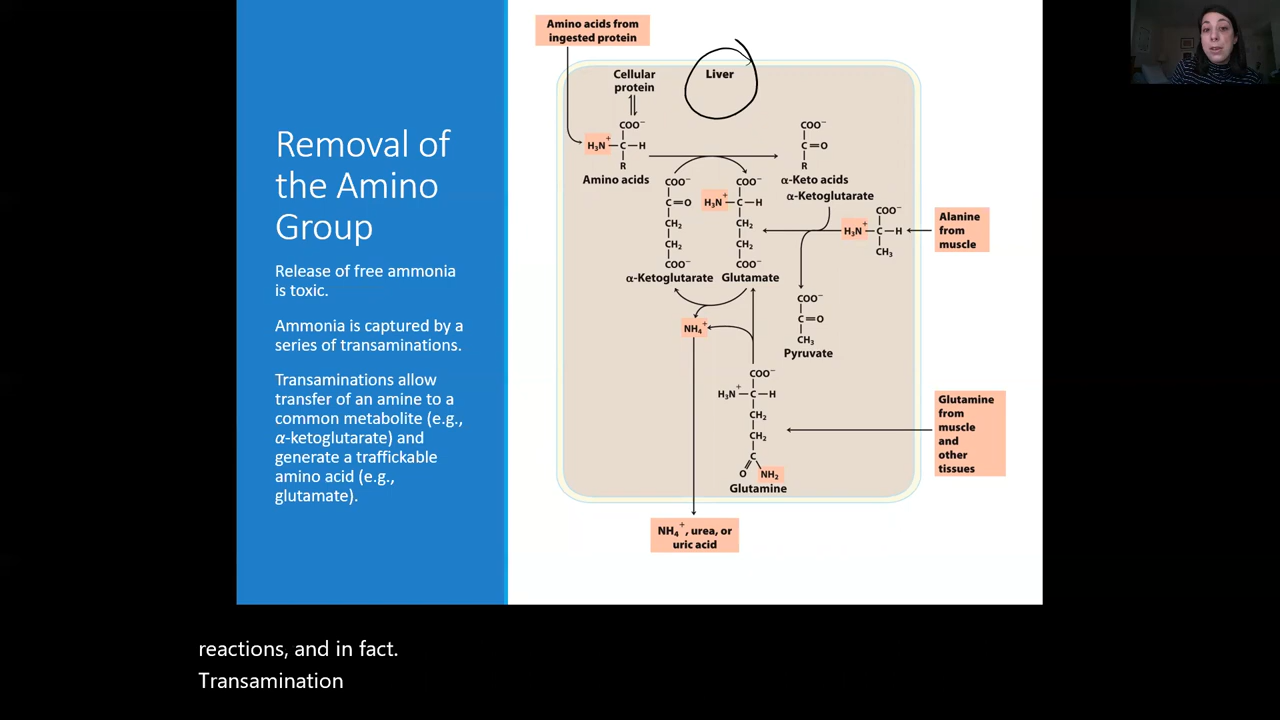 Removal of
the Amino
Group
Release of free ammonia
is toxic.
Ammonia is captured by a
series of transaminations.
Transaminations allow
transfer of an amine to a
common metabolite (e.g.,
α-ketoglutarate) and
generate a traffickable
amino acid (e.g.,
glutamate).
Amino acids from
ingested protein
Cellular
protein
Liver
COO⁻
H₃N⁺—C—H
R
Amino acids
COO⁻
C=O
R
α-Keto acids
α-Ketoglutarate
COO⁻
C=O
CH₂
CH₂
COO⁻
α-Ketoglutarate
COO⁻
H₃N⁺—C—H
CH₂
CH₂
COO⁻
Glutamate
COO⁻
H₃N⁺—C—H
CH₃
Alanine
from
muscle
NH₄⁺
COO⁻
C=O
CH₃
Pyruvate
COO⁻
H₃N⁺—C—H
CH₂
CH₂
C
O NH₂
Glutamine
Glutamine
from
muscle
and
other
tissues
NH₄⁺, urea, or
uric acid
reactions, and in fact.
Transamination